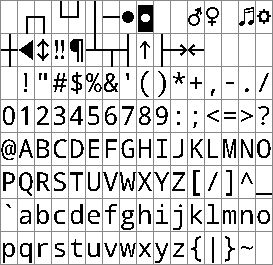 ┌┐└┘│─●◘ ♂♀ ♬☼
┼◀↕‼¶┴┬┤↑├→←
!"#$%&'()*+,-./
0123456789:;<=>?
@ABCDEFGHIJKLMNO
PQRSTUVWXYZ[/]^_
`abcdefghijklmno
pqrstuvwxyz{|}~